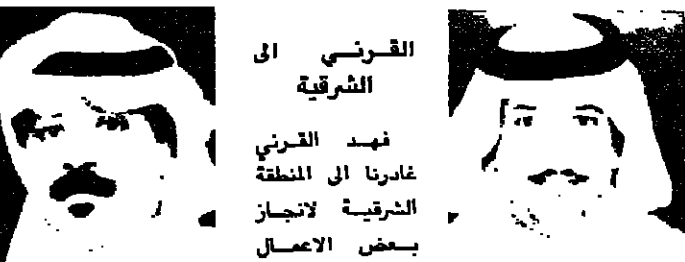 القرني الى
الشرقية
فهد القرني
غادرنا الى المنطقة
الشرقية لانجاز
بعض الاعمال